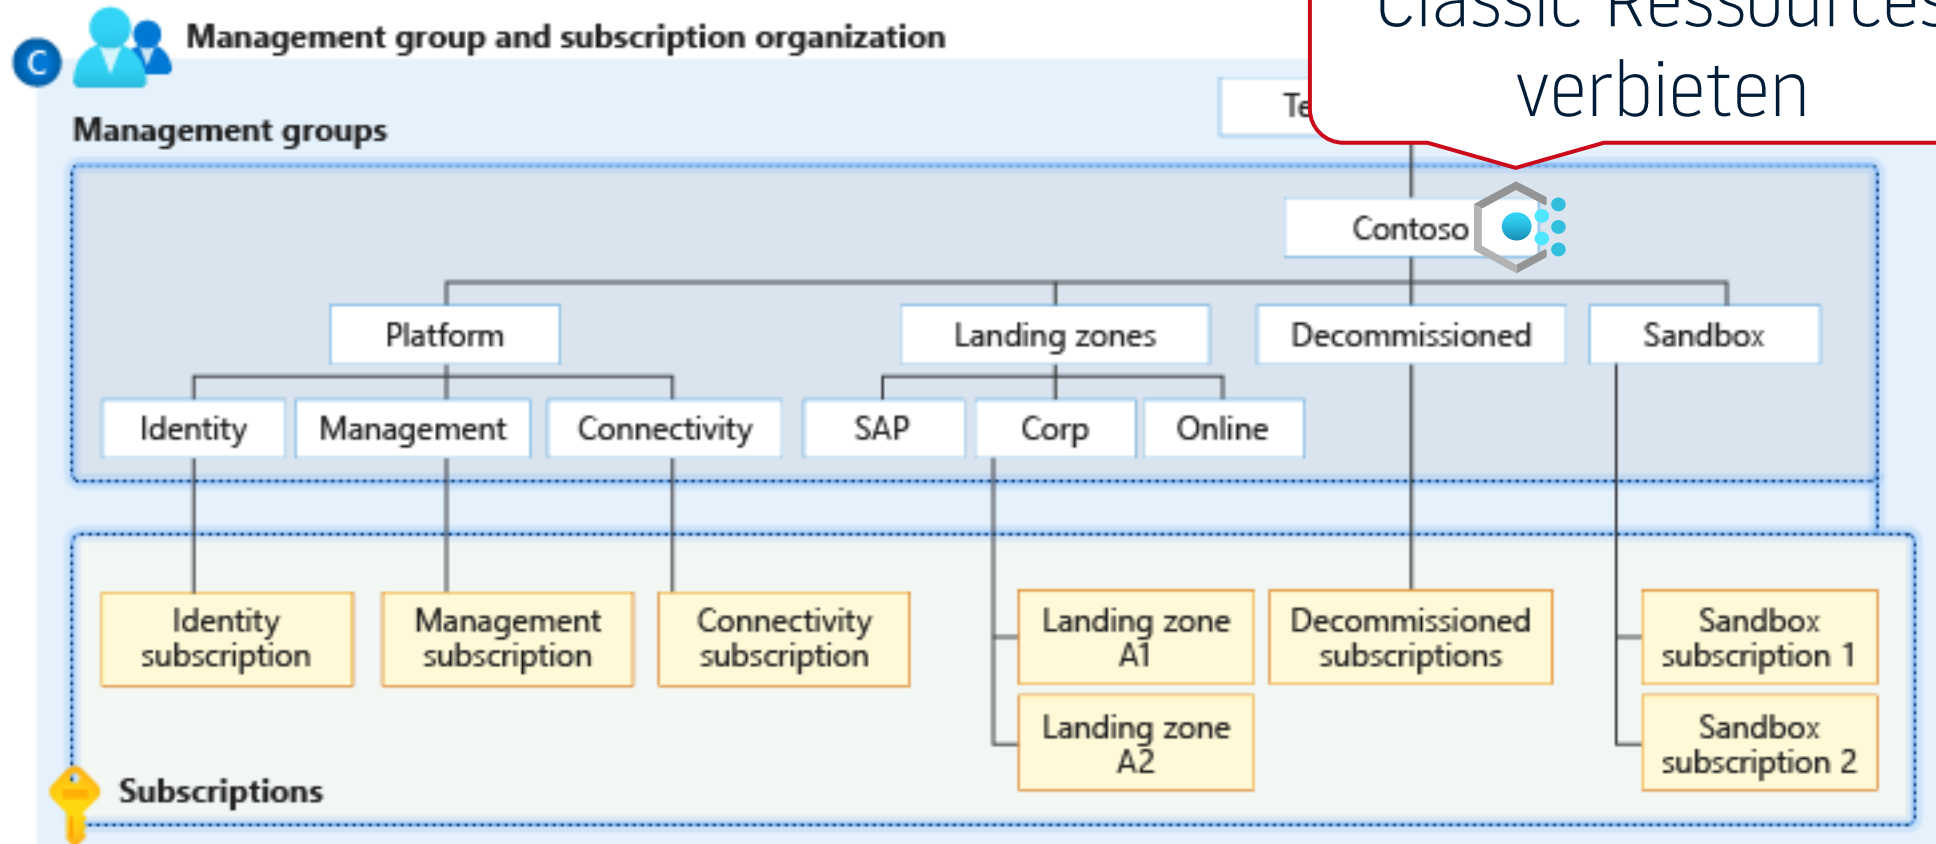 Classic Ressources
verbieten
C
Management group and subscription organization
Management groups
Contoso
Platform
Landing zones
Decommissioned
Sandbox
Identity
Management
Connectivity
SAP
Corp
Online
Identity
subscription
Management
subscription
Connectivity
subscription
Landing zone
A1
Decommissioned
subscriptions
Sandbox
subscription 1
Landing zone
A2
Sandbox
subscription 2
Subscriptions